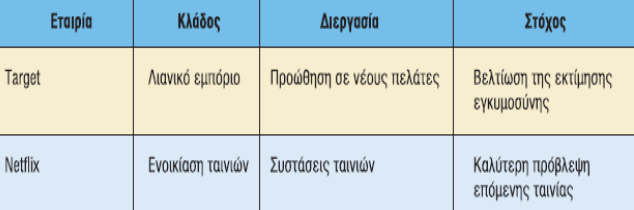 Εταιρία Κλάδος Διεργασία Στόχος
Target Λιανικό εμπόριο Προώθηση σε νέους πελάτες Βελτίωση της εκτίμησης
εγκυμοσύνης
Netflix Ενοικίαση ταινιών Συστάσεις ταινιών Καλύτερη πρόβλεψη
επόμενης ταινίας